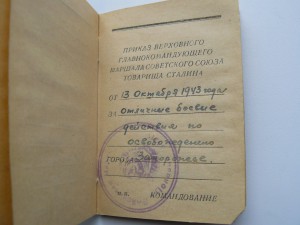 ПРИКАЗ ВЕРХОВНОГО
ГЛАВНОКОМАНДУЮЩЕГО
МАРШАЛА СОВЕТСКОГО СОЮЗА
ТОВАРИЩА СТАЛИНА
ОТ 13 Октября 1943 года
ЗА Отличные боевые
действия по
Освобождению
ГОРОДА Запорожье.
М.П. КОМАНДОВАНИЕ